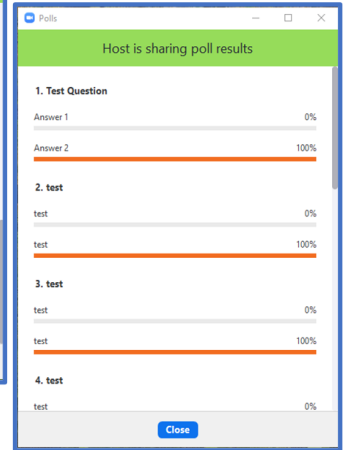 Polls
Host is sharing poll results
1. Test Question
Answer 1 0%
Answer 2 100%
2. test
test 0%
test 100%
3. test
test 0%
test 100%
4. test
test 0%
Close